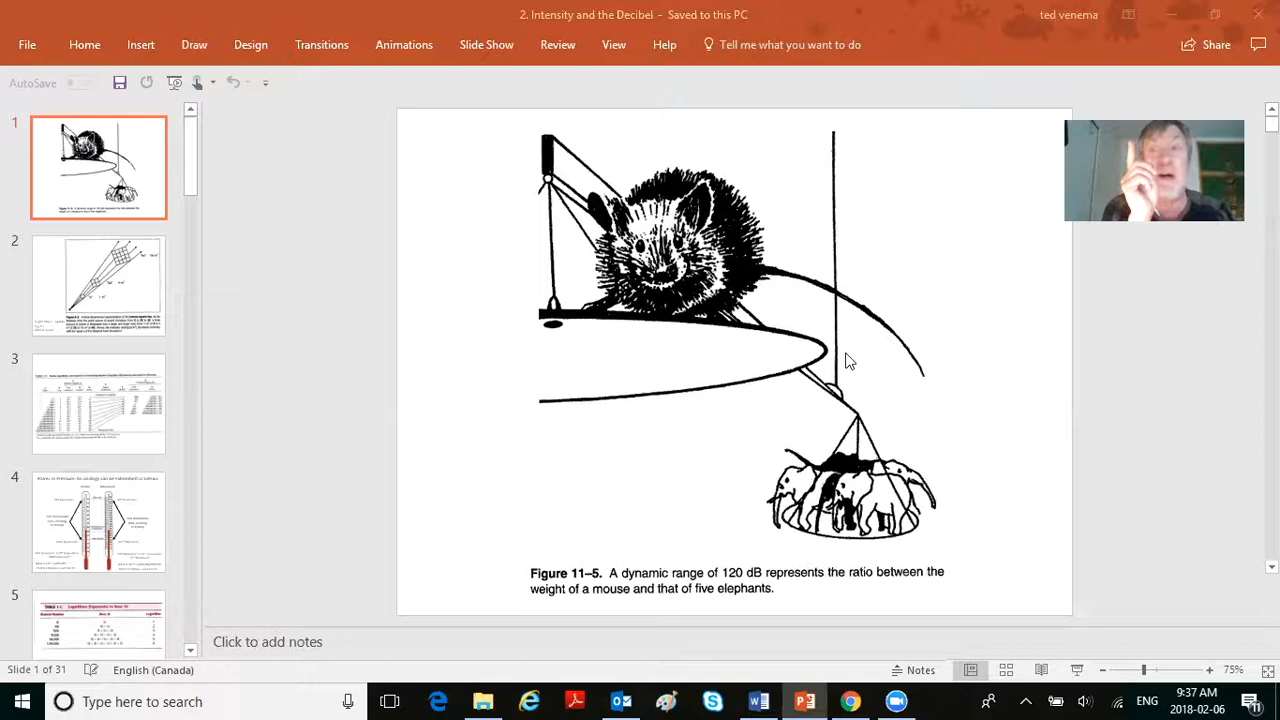 2. Intensity and the Decibel - Saved to this PC
ted venema
File Home Insert Draw Design Transitions Animations Slide Show Review View Help Tell me what you want to do Share
AutoSave
1
2
3
4
5
Figure 11–5. A dynamic range of 120 dB represents the ratio between the
weight of a mouse and that of five elephants.
Click to add notes
Slide 1 of 31 English (Canada) Notes 75%
Type here to search
ENG
9:37 AM
2018-02-06